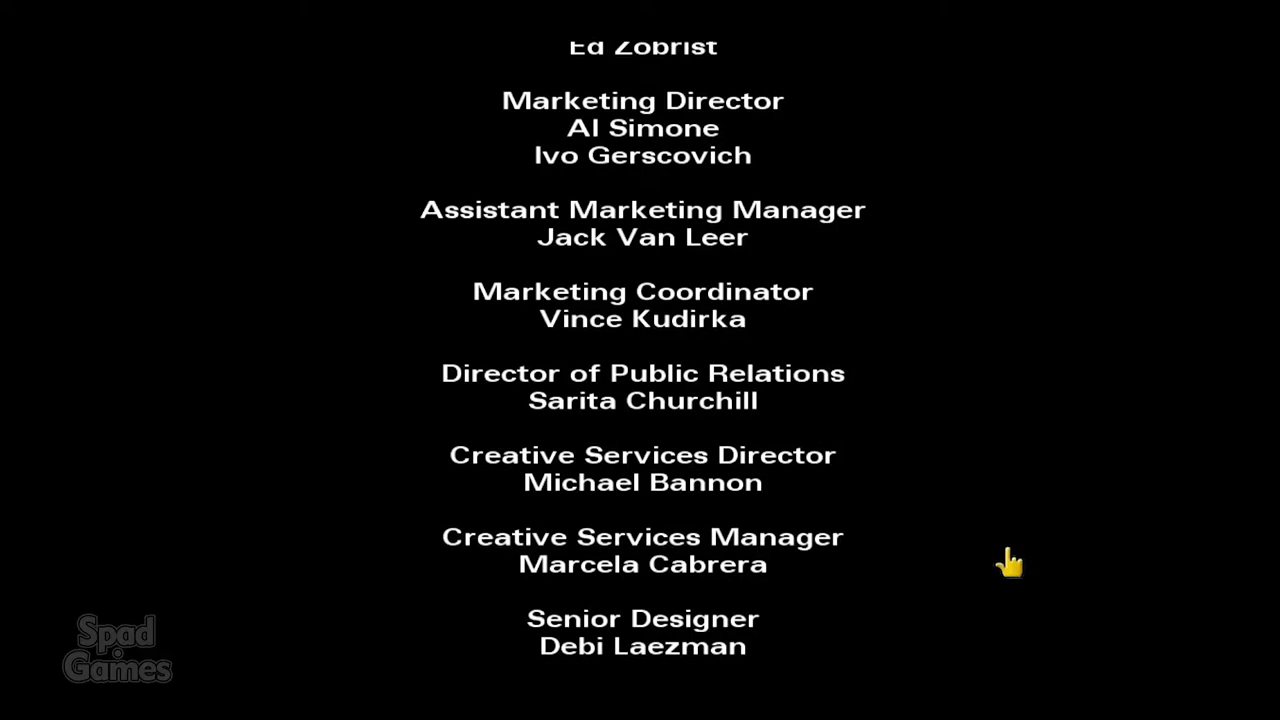 Ed Zobrist
Marketing Director
Al Simone
Ivo Gerscovich
Assistant Marketing Manager
Jack Van Leer
Marketing Coordinator
Vince Kudirka
Director of Public Relations
Sarita Churchill
Creative Services Director
Michael Bannon
Creative Services Manager
Marcela Cabrera
Senior Designer
Debi Laezman
Spad
Games